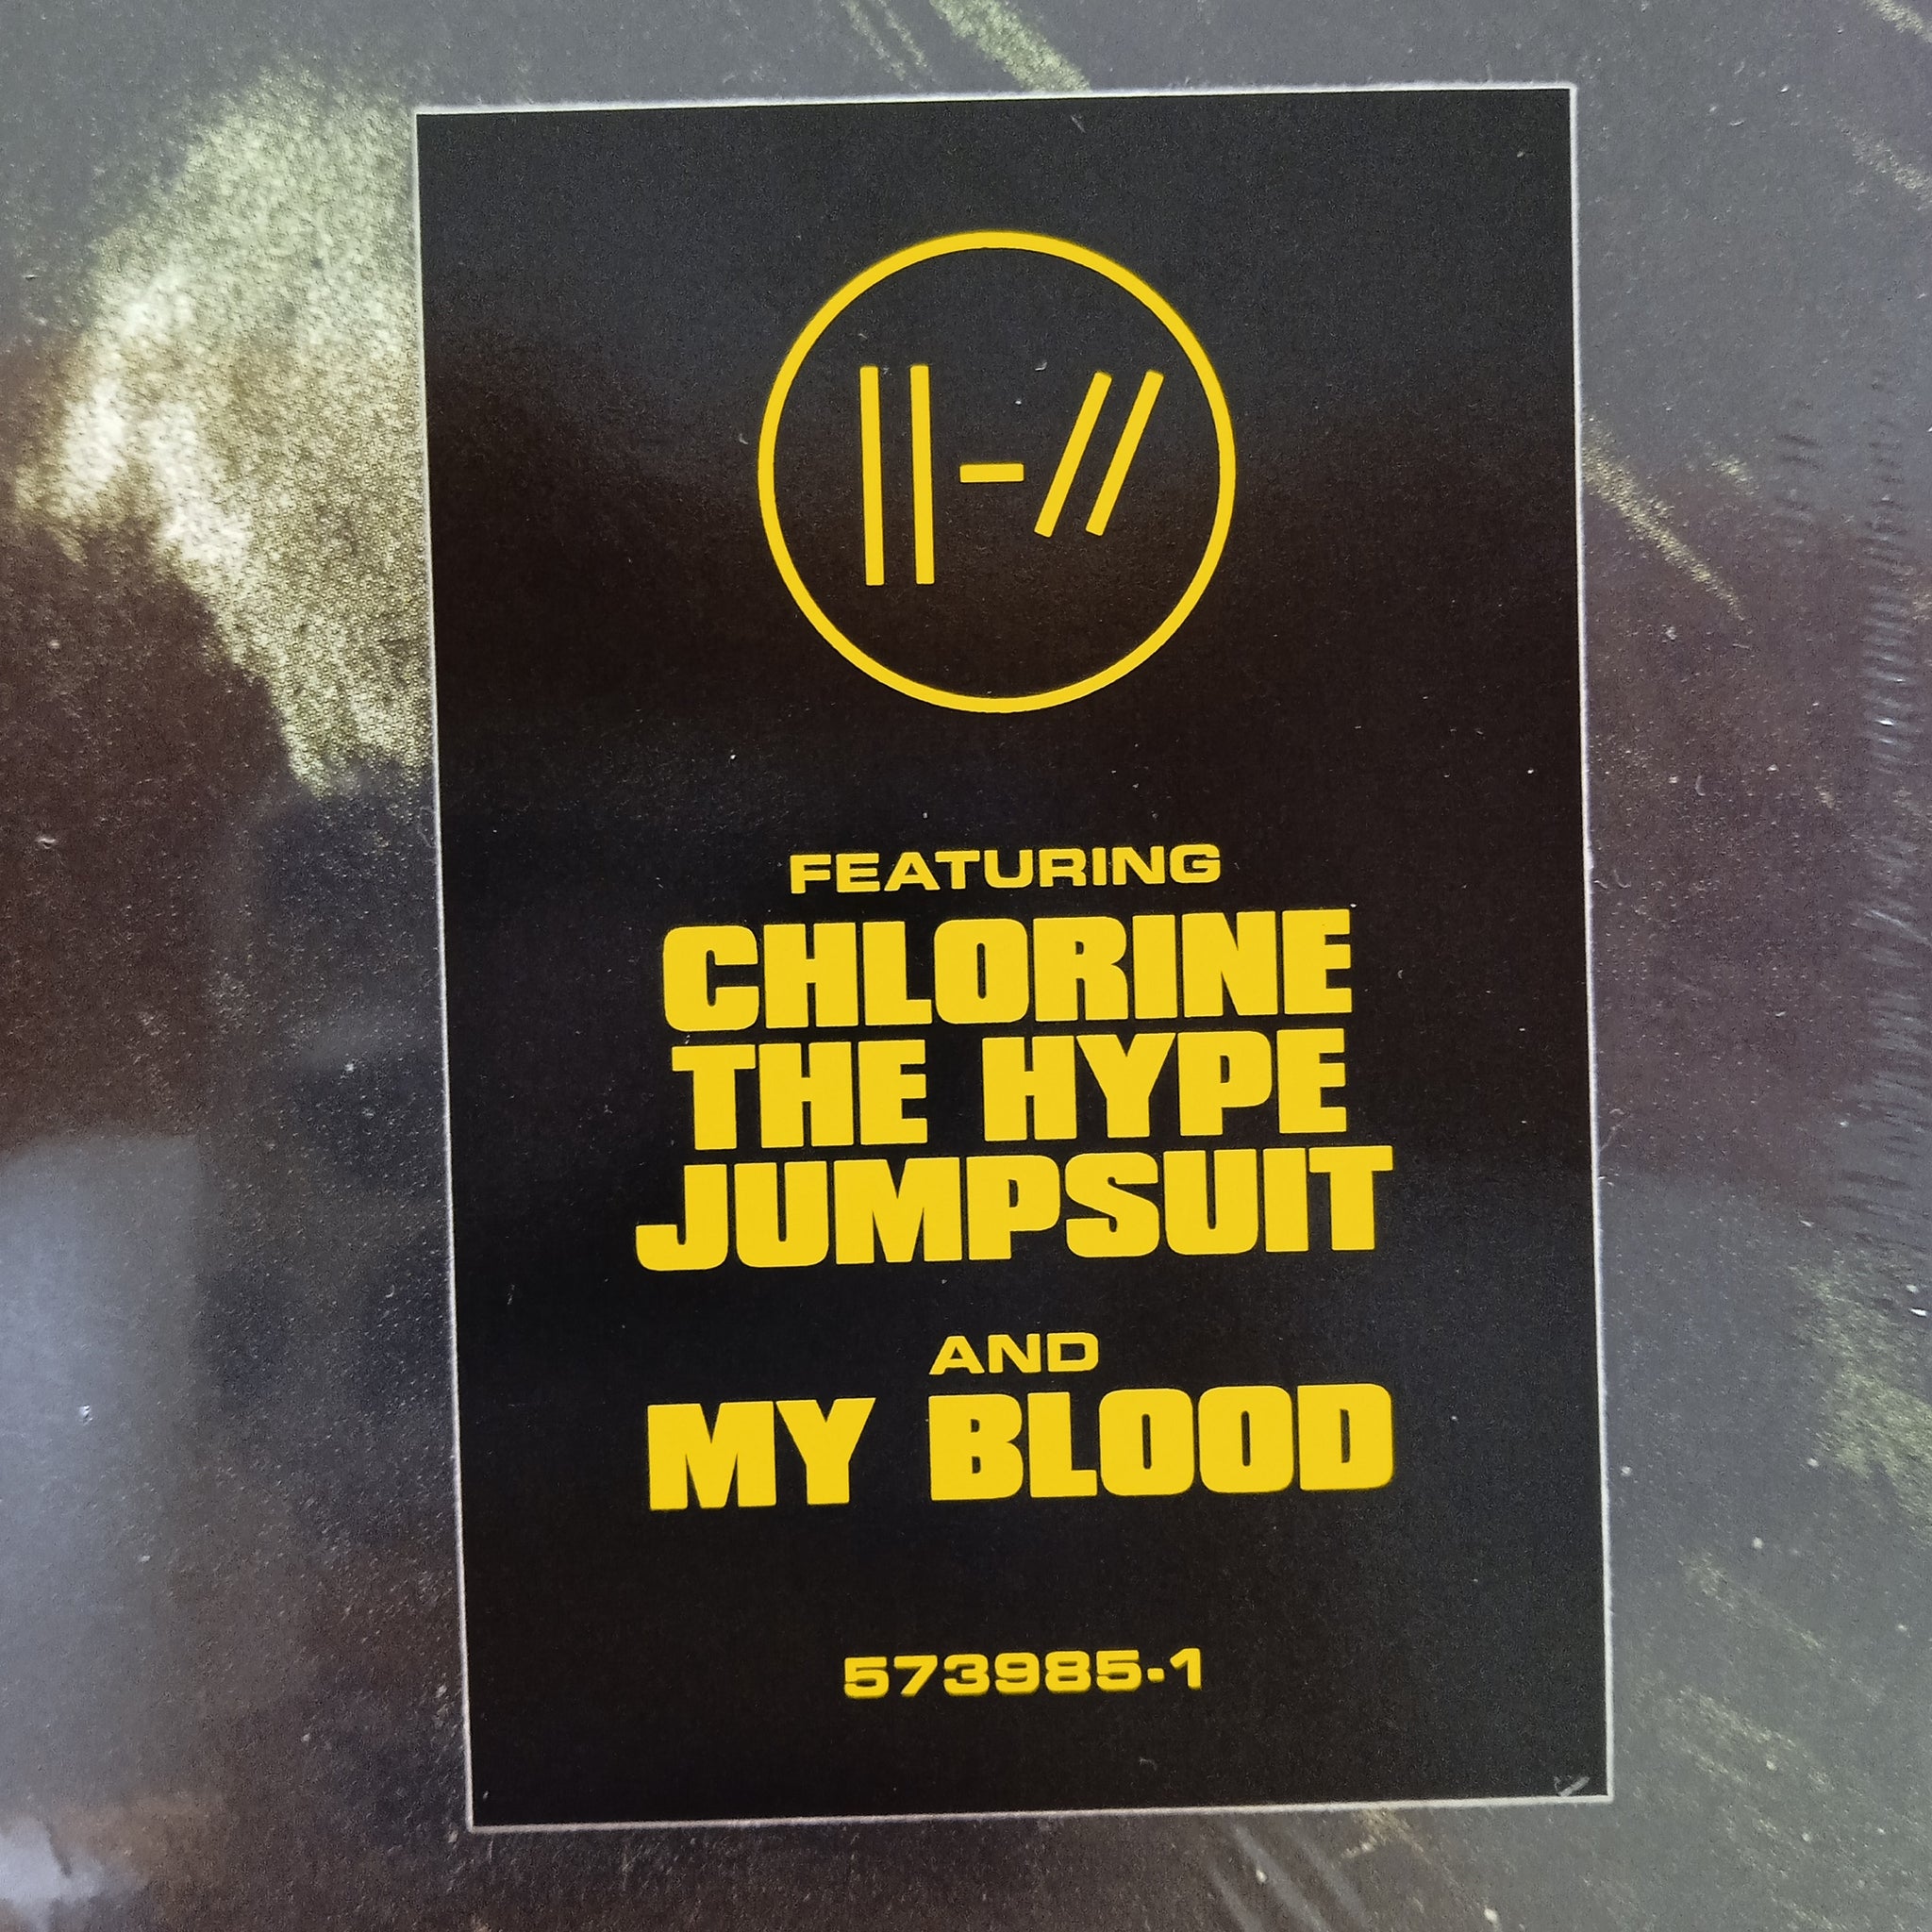 ||-//
FEATURING
CHLORINE
THE HYPE
JUMPSUIT
AND
MY BLOOD
573985-1